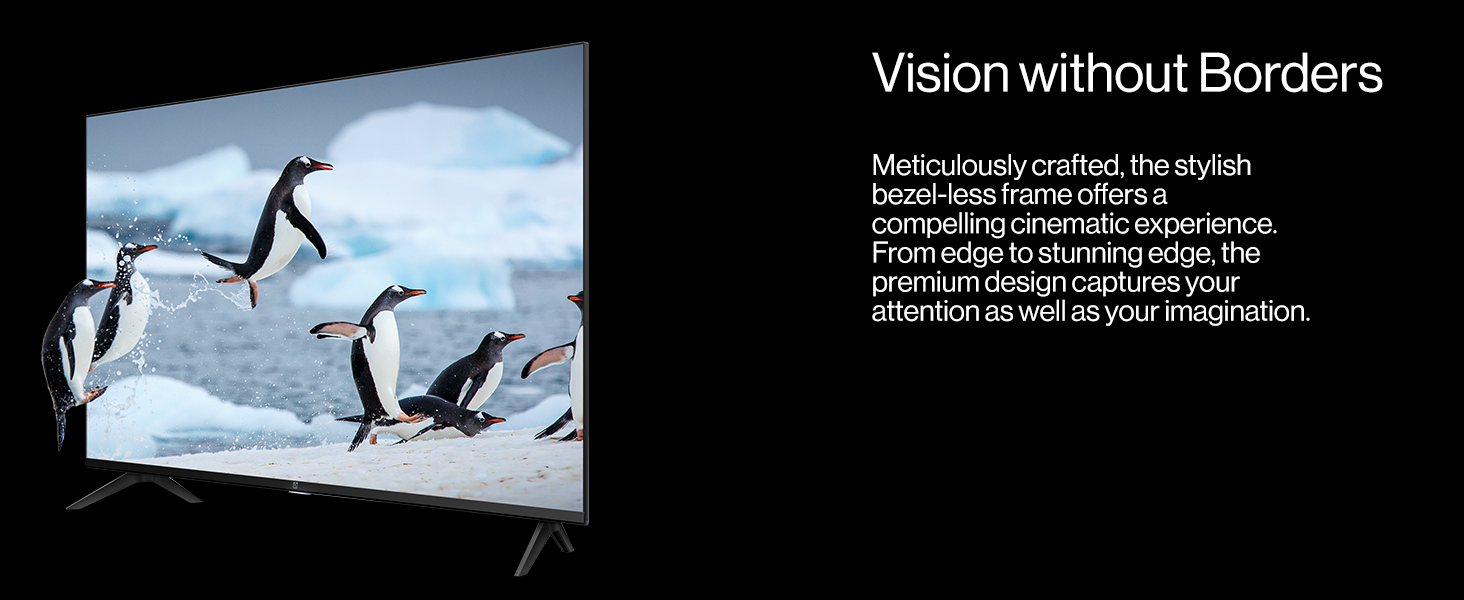 Vision without Borders
Meticulously crafted, the stylish
bezel-less frame offers a
compelling cinematic experience.
From edge to stunning edge, the
premium design captures your
attention as well as your imagination.